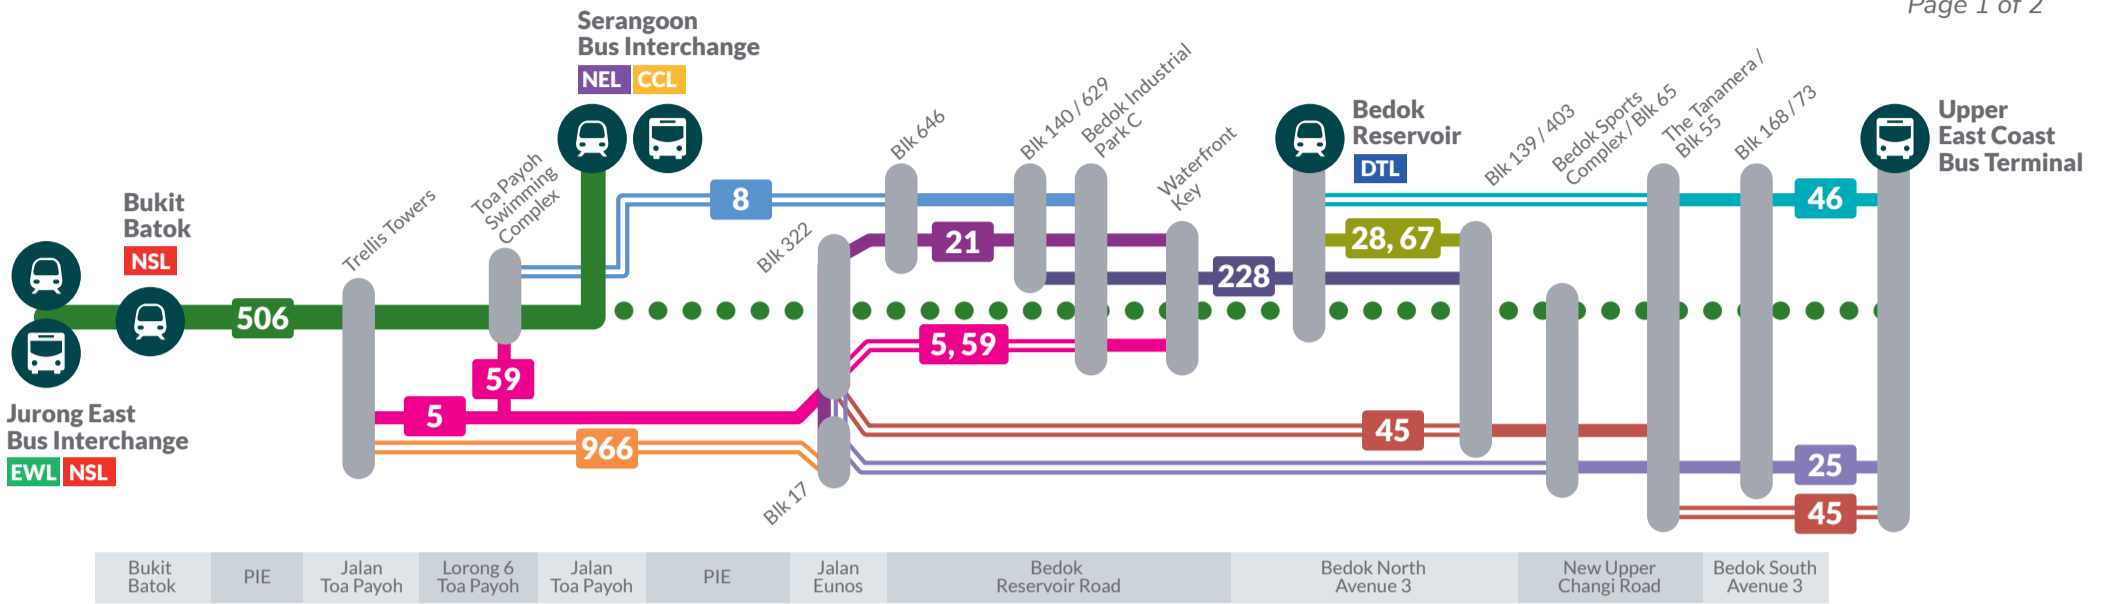 Page 1 of 2
Serangoon
Bus Interchange
NEL CCL
Bukit
Batok
NSL
Jurong East
Bus Interchange
EWL NSL
506
Trellis Towers
Toa Payoh
Swimming
Complex
59
5
966
8
Blk 322
Blk 17
Blk 646
21
5, 59
Blk 140 / 629
Bedok Industrial
Park C
Waterfront
Key
228
Bedok
Reservoir
DTL
28, 67
45
Blk 139 / 403
Bedok Sports
Complex / Blk 65
The Tanamera /
Blk 55
Blk 168 / 73
46
25
45
Upper
East Coast
Bus Terminal
Bukit
Batok
PIE
Jalan
Toa Payoh
Lorong 6
Toa Payoh
Jalan
Toa Payoh
PIE
Jalan
Eunos
Bedok
Reservoir Road
Bedok North
Avenue 3
New Upper
Changi Road
Bedok South
Avenue 3